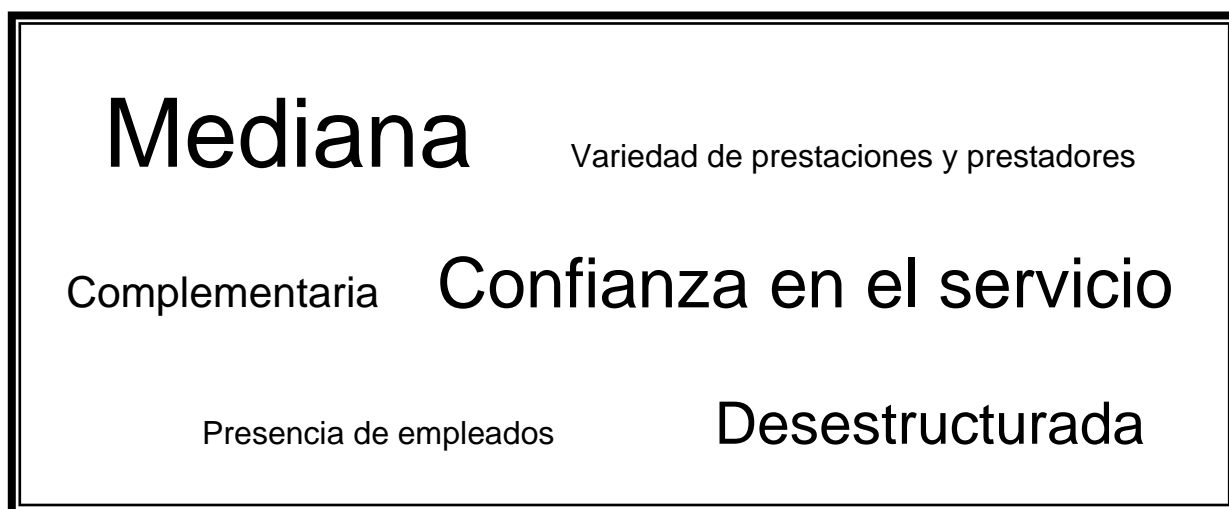 Mediana
Variedad de prestaciones y prestadores
Complementaria
Confianza en el servicio
Presencia de empleados
Desestructurada